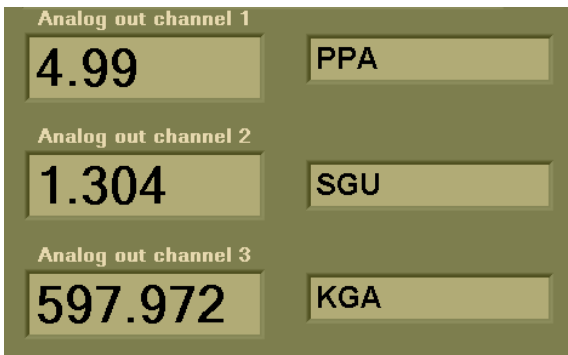 Analog out channel 1
4.99 PPA
Analog out channel 2
1.304 SGU
Analog out channel 3
597.972 KGA